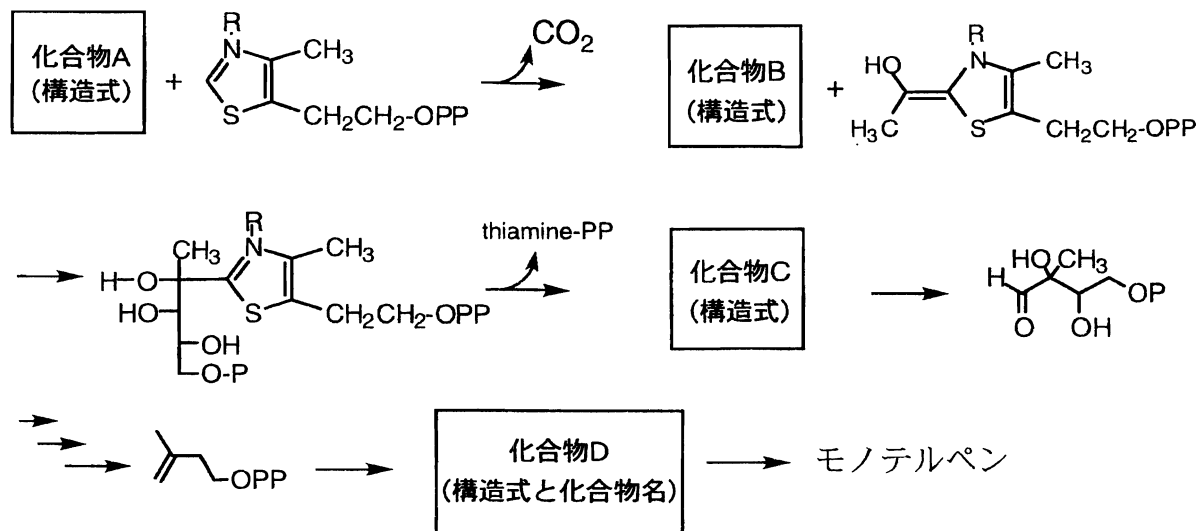 化合物A
(構造式)
+
R
N
CH3
S
CH2CH2-OPP
CO2
化合物B
(構造式)
+
R
HO
N
CH3
H3C
S
CH2CH2-OPP
R
CH3
N
CH3
H-O
HO
S
CH2CH2-OPP
OH
O-P
thiamine-PP
化合物C
(構造式)
HO CH3
H
OP
O
OH
OPP
化合物D
(構造式と化合物名)
モノテルペン